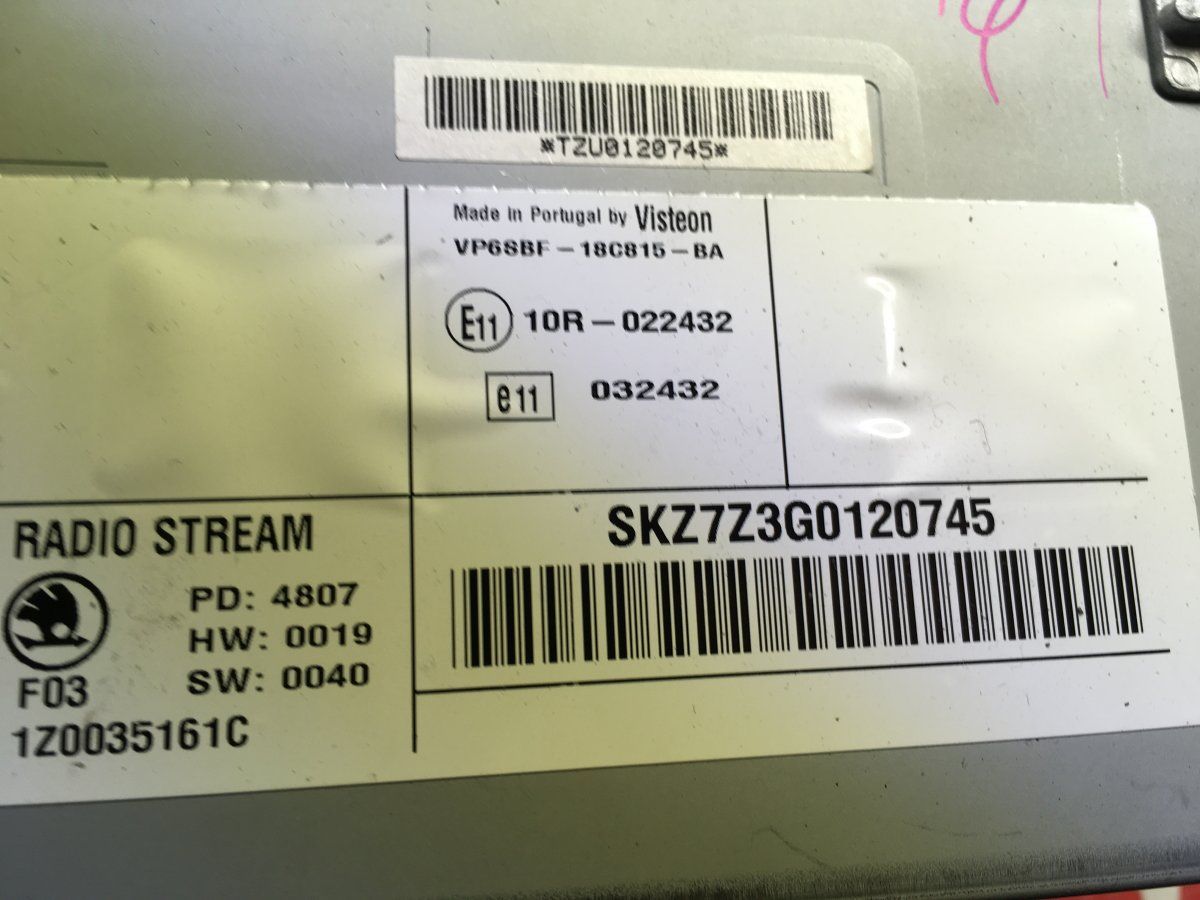 *TZU0120745*
Made in Portugal by Visteon
VP6SBF-18C815-BA
E11 10R-022432
e11 032432
SKZ7Z3G0120745
RADIO STREAM
PD: 4807
HW: 0019
SW: 0040
F03
1Z0035161C